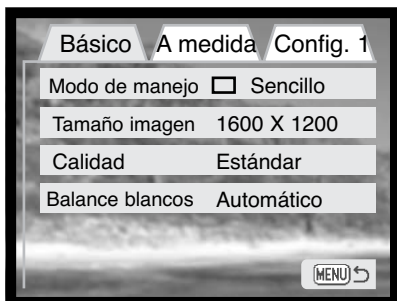 Básico A medida Config. 1
Modo de manejo Sencillo
Tamaño imagen 1600 X 1200
Calidad Estándar
Balance blancos Automático
MENU